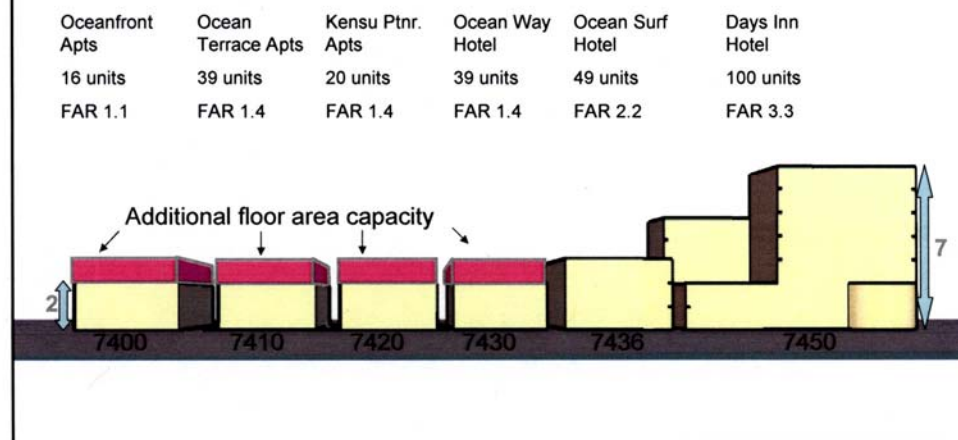 Oceanfront Apts
16 units
FAR 1.1
Ocean Terrace Apts
39 units
FAR 1.4
Kensu Ptnr. Apts
20 units
FAR 1.4
Ocean Way Hotel
39 units
FAR 1.4
Ocean Surf Hotel
49 units
FAR 2.2
Days Inn Hotel
100 units
FAR 3.3
Additional floor area capacity
2
7
7400
7410
7420
7430
7436
7450